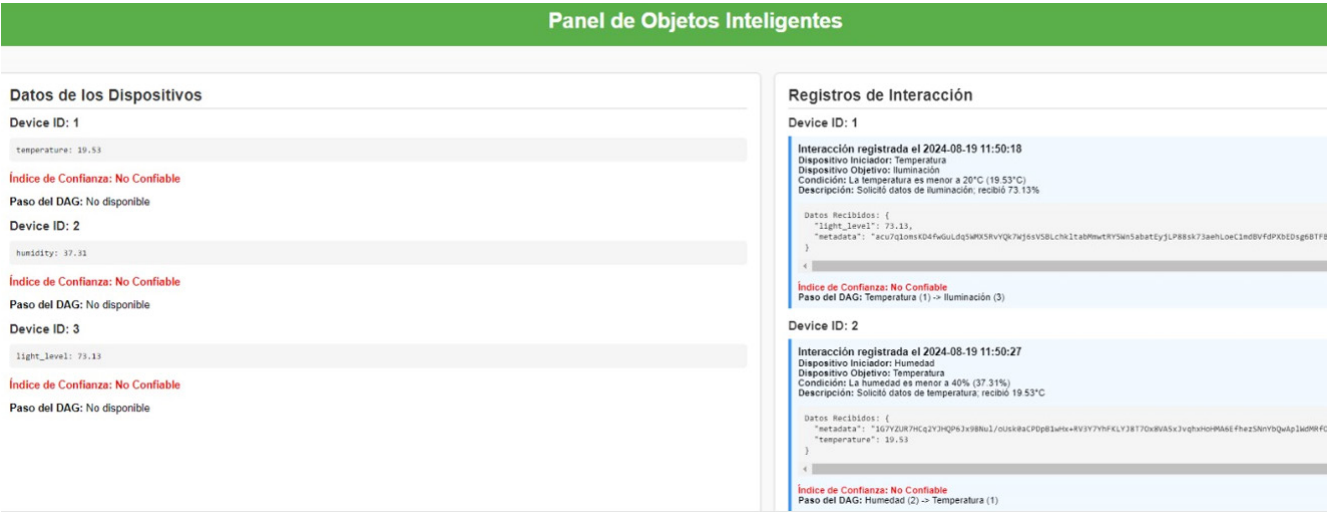 Panel de Objetos Inteligentes
Datos de los Dispositivos
Device ID: 1
temperature: 19.53
Índice de Confianza: No Confiable
Paso del DAG: No disponible
Device ID: 2
humidity: 37.31
Índice de Confianza: No Confiable
Paso del DAG: No disponible
Device ID: 3
light_level: 73.13
Índice de Confianza: No Confiable
Paso del DAG: No disponible
Registros de Interacción
Device ID: 1
Interacción registrada el 2024-08-19 11:50:18
Dispositivo Iniciador: Temperatura
Dispositivo Objetivo: Iluminación
Condición: La temperatura es menor a 20°C (19.53°C)
Descripción: Solicitó datos de iluminación; recibió 73.13%
Datos Recibidos: {
"light_level": 73.13,
"metadata":
}
Índice de Confianza: No Confiable
Paso del DAG: Temperatura (1) -> Iluminación (3)
Device ID: 2
Interacción registrada el 2024-08-19 11:50:27
Dispositivo Iniciador: Humedad
Dispositivo Objetivo: Temperatura
Condición: La humedad es menor a 40% (37.31%)
Descripción: Solicitó datos de temperatura; recibió 19.53°C
Datos Recibidos: {
"metadata":
"temperature": 19.53
}
Índice de Confianza: No Confiable
Paso del DAG: Humedad (2) -> Temperatura (1)